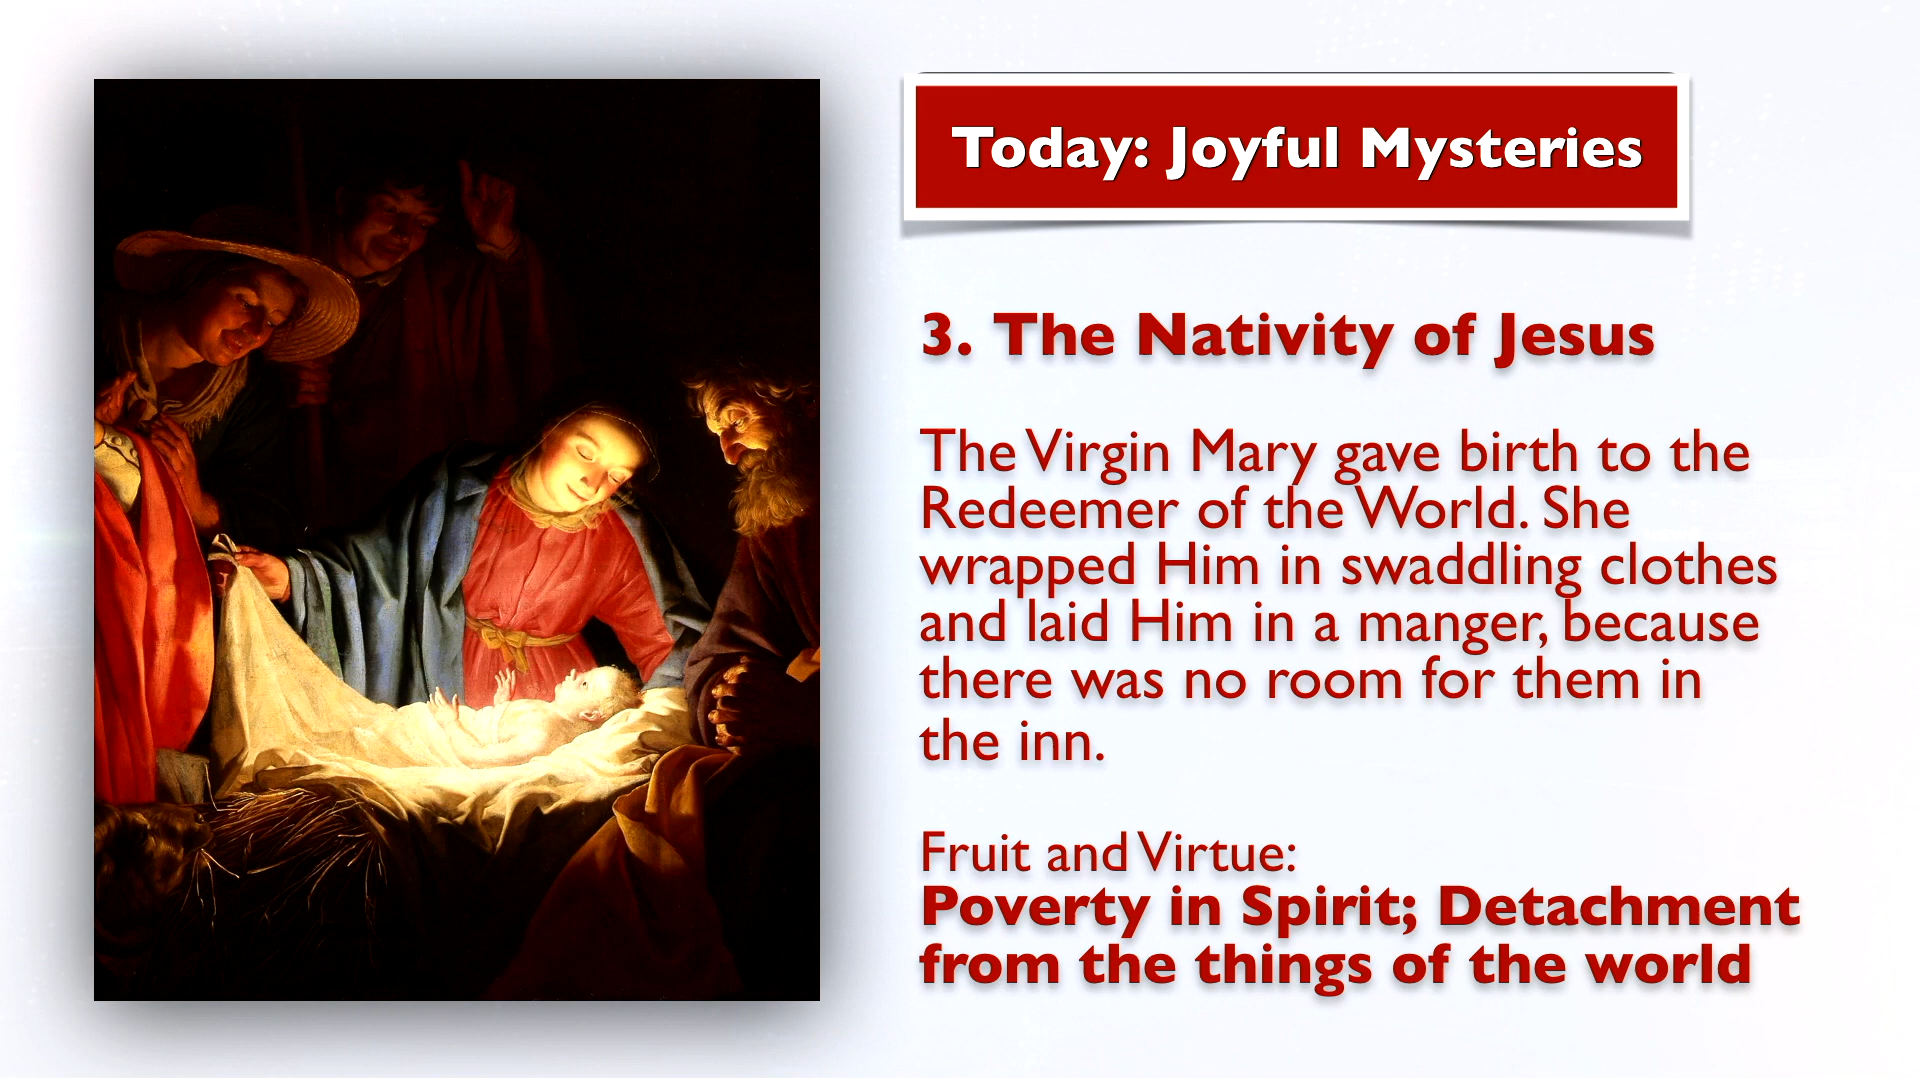 Today: Joyful Mysteries
3. The Nativity of Jesus
The Virgin Mary gave birth to the
Redeemer of the World. She
wrapped Him in swaddling clothes
and laid Him in a manger, because
there was no room for them in
the inn.
Fruit and Virtue:
Poverty in Spirit; Detachment
from the things of the world